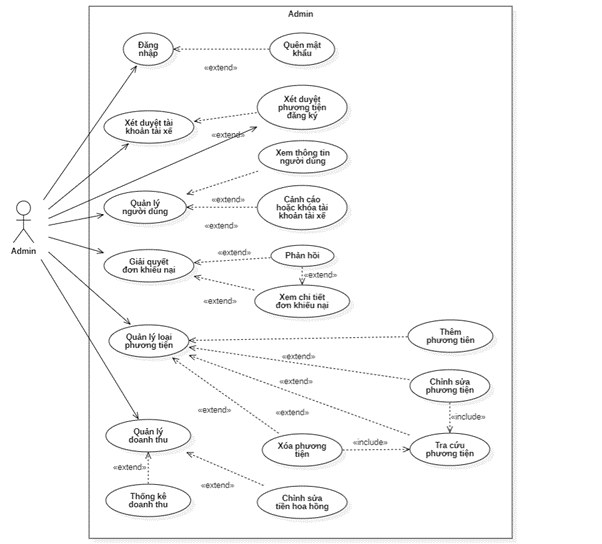 Admin
Đăng
nhập
Quên mật
khẩu
«extend»
Xét duyệt tài
khoản tài xế
Xét duyệt
phương tiện
đăng ký
«extend»
Xem thông tin
người dùng
«extend»
Quản lý
người dùng
Cảnh cáo
hoặc khóa tài
khoản tài xế
«extend»
Admin
Giải quyết
đơn khiếu nại
«extend»
Phản hồi
«extend»
Xem chi tiết
đơn khiếu nại
«extend»
Quản lý loại
phương tiện
Thêm
phương tiên
«extend»
Chỉnh sửa
phương tiện
«extend»
«extend»
«extend»
«include»
Quản lý
doanh thu
Xóa phương
tiện
«include»
Tra cứu
phương tiện
«extend»
«extend»
Thống kê
doanh thu
Chỉnh sửa
tiền hoa hồng